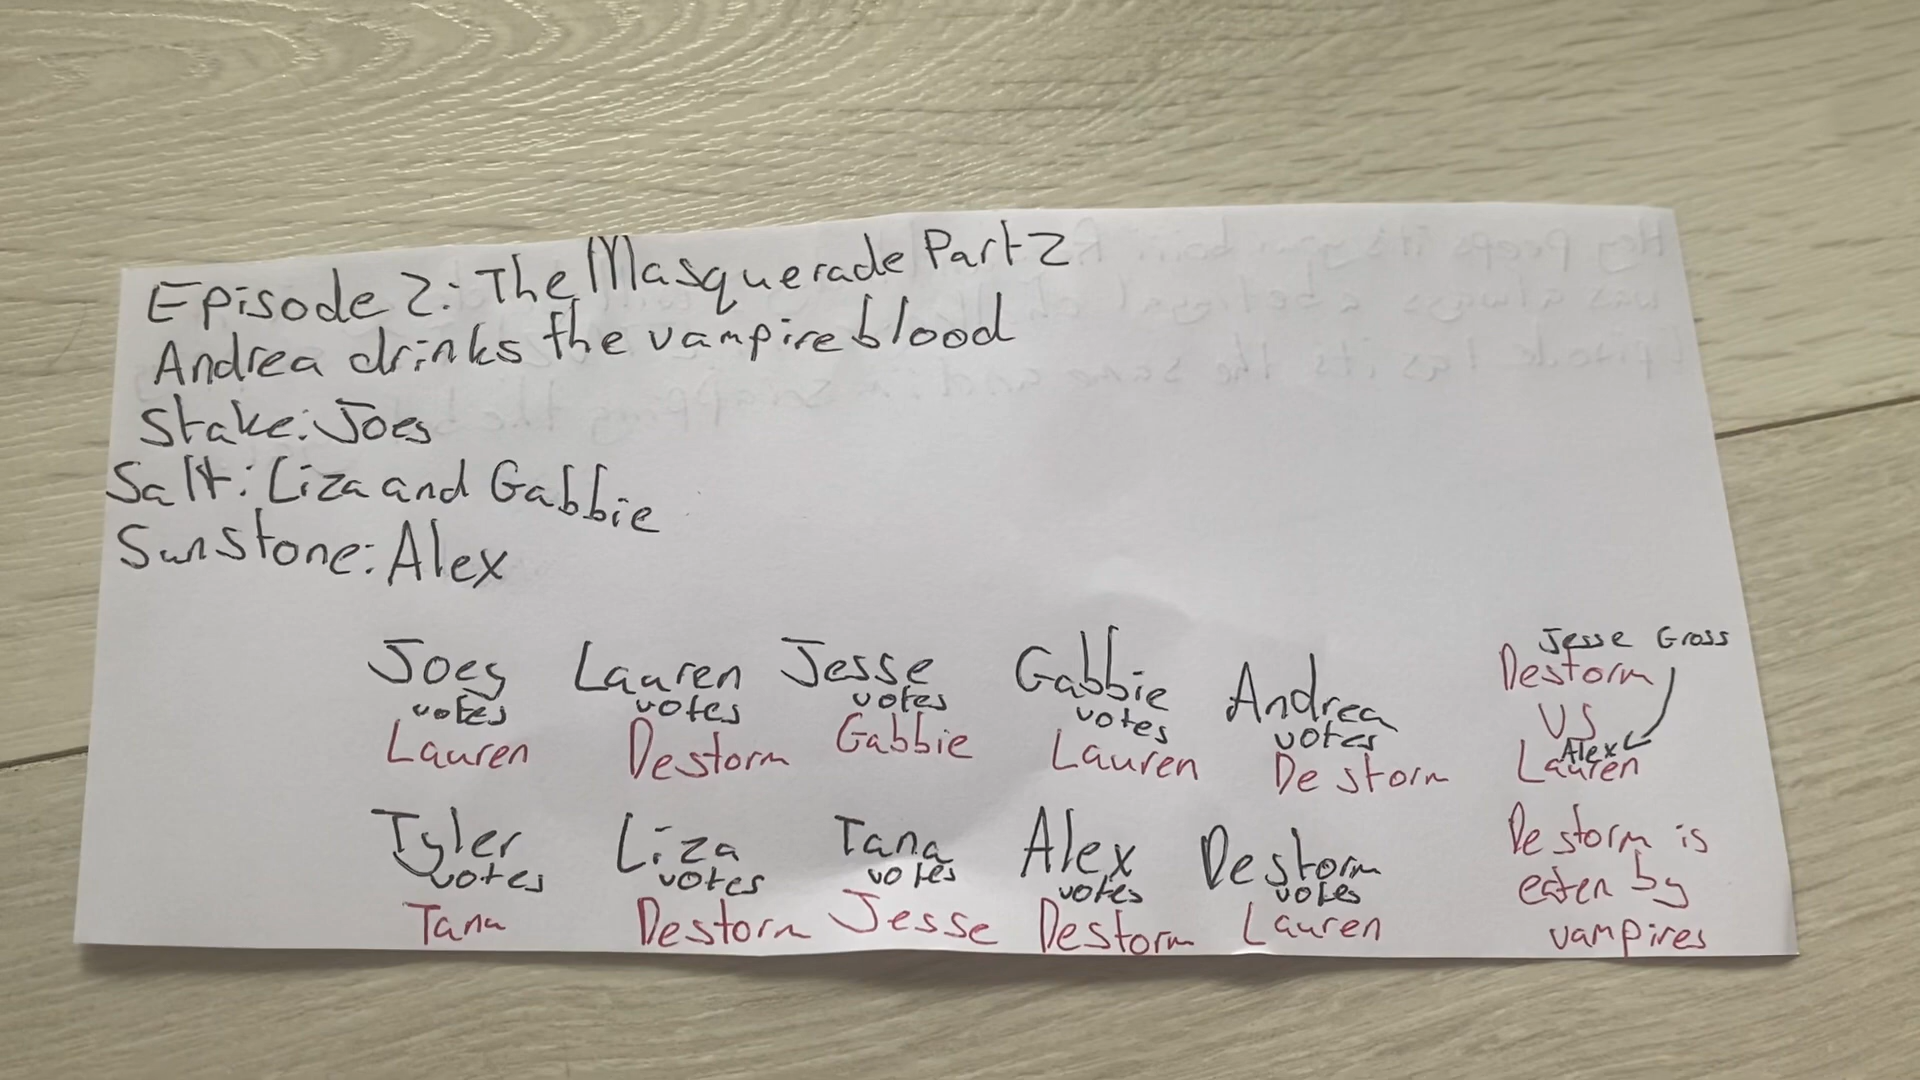 Episode 2: The Masquerade Part 2
Andrea drinks the vampire blood
Stake: Joey
Salt: Liza and Gabbie
Sunstone: Alex
Joey votes Lauren
Lauren votes Destorm
Jesse votes Gabbie
Gabbie votes Lauren
Andrea votes Destorm
Tyler votes Tana
Liza votes Destorm
Tana votes Jesse
Alex votes Destorm
Destorm votes Lauren
Jesse Gross
Destorm
VS
Alex
Lauren
Destorm is
eaten by
vampires